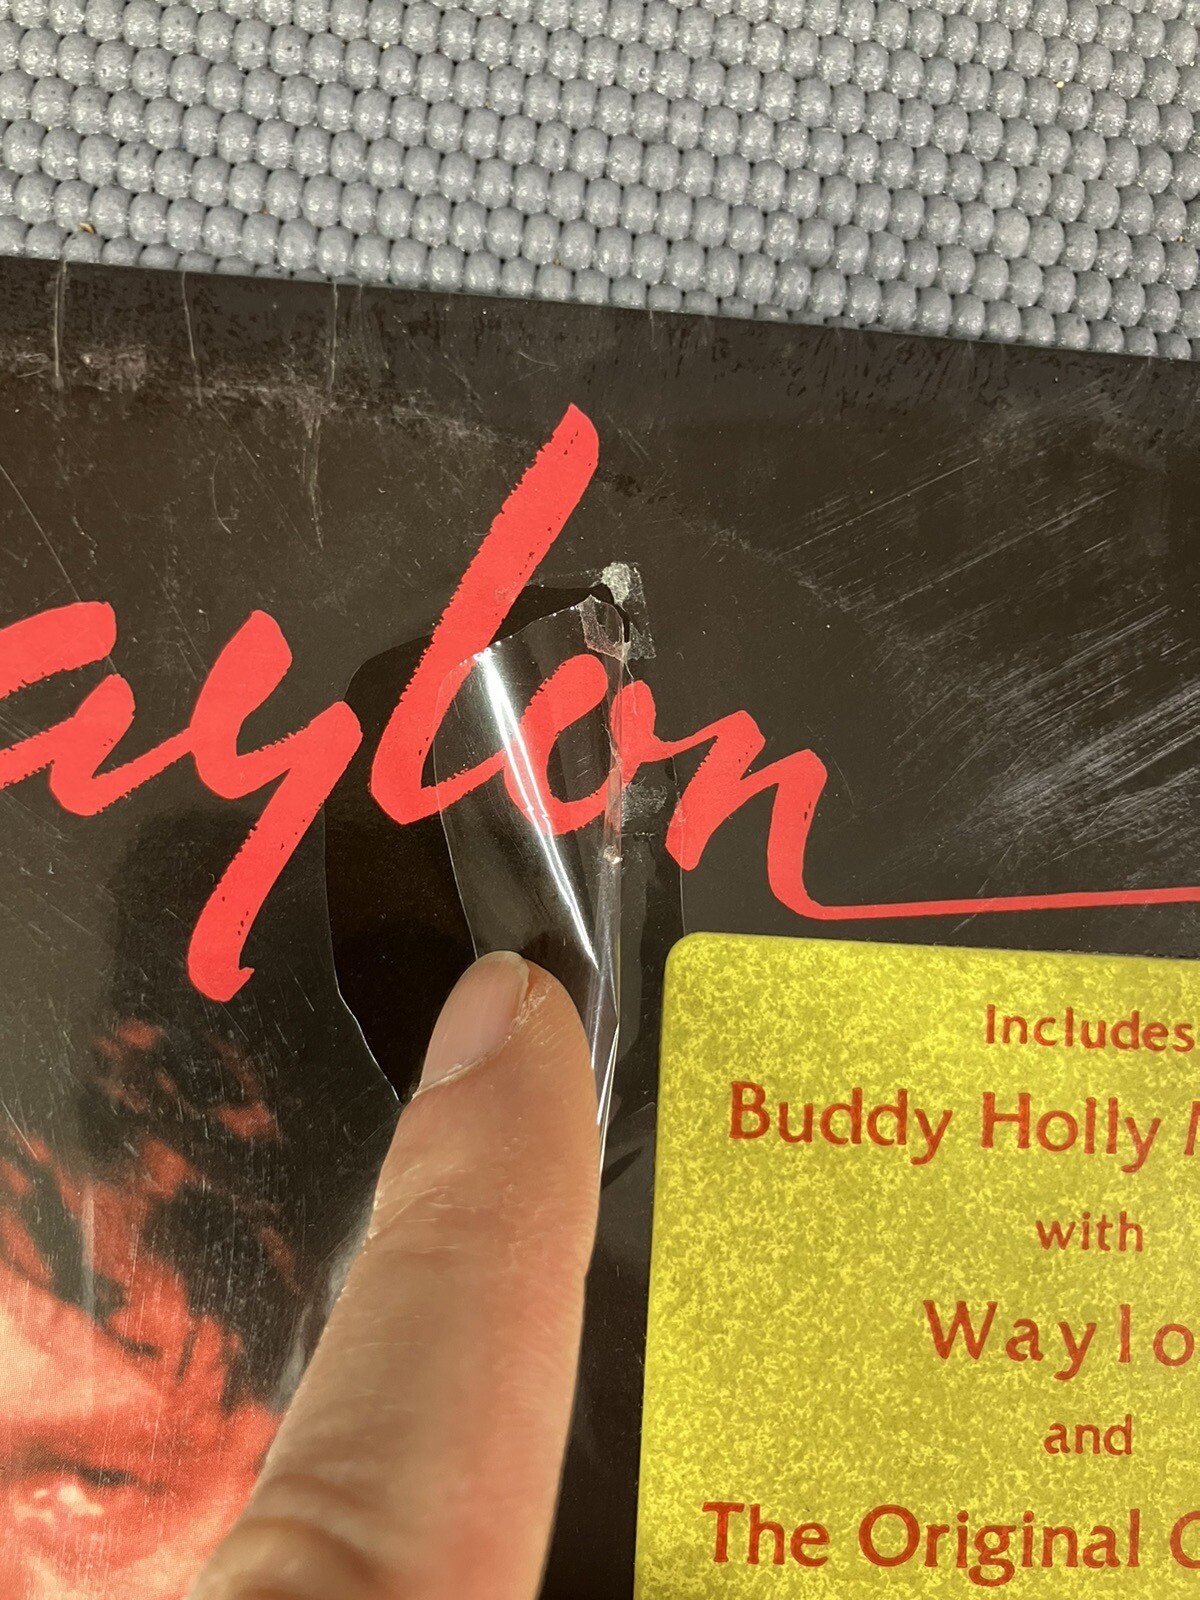 aylon
Includes
Buddy Holly
with
Waylo
and
The Original